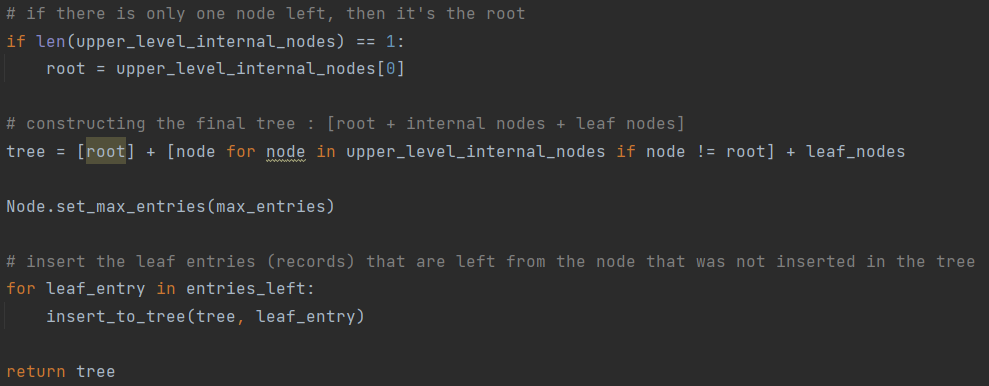 # if there is only one node left, then it's the root
if len(upper_level_internal_nodes) == 1:
    root = upper_level_internal_nodes[0]
# constructing the final tree : [root + internal nodes + leaf nodes]
tree = [root] + [node for node in upper_level_internal_nodes if node != root] + leaf_nodes
Node.set_max_entries(max_entries)
# insert the leaf entries (records) that are left from the node that was not inserted in the tree
for leaf_entry in entries_left:
    insert_to_tree(tree, leaf_entry)
return tree